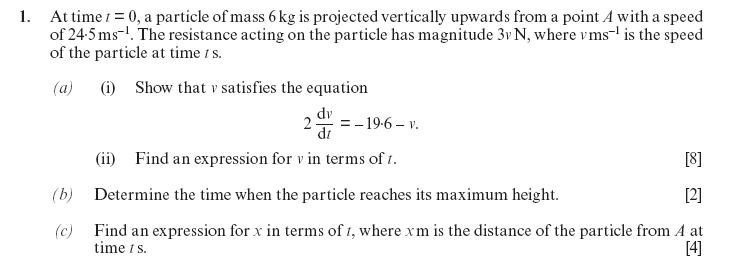 1. At time t = 0, a particle of mass 6 kg is projected vertically upwards from a point A with a speed
of 24·5 ms⁻¹. The resistance acting on the particle has magnitude 3v N, where v ms⁻¹ is the speed
of the particle at time t s.
(a) (i) Show that v satisfies the equation
2 dv/dt = –19·6 – v.
(ii) Find an expression for v in terms of t. [8]
(b) Determine the time when the particle reaches its maximum height. [2]
(c) Find an expression for x in terms of t, where x m is the distance of the particle from A at
time t s. [4]